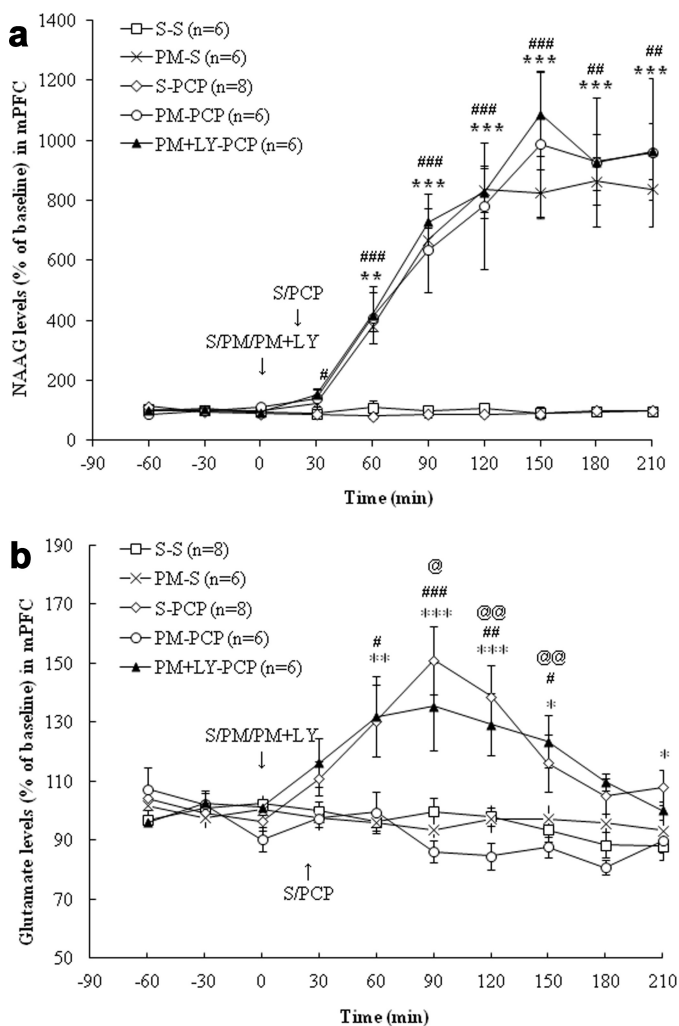 a
1400
1200
1000
800
600
400
200
0
NAAG levels (% of baseline) in mPFC
S-S (n=6)
PM-S (n=6)
S-PCP (n=8)
PM-PCP (n=6)
PM+LY-PCP (n=6)
S/PCP
↓
S/PM/PM+LY
↓
#
###
**
###
***
###
***
###
***
##
***
##
***
-90 -60 -30 0 30 60 90 120 150 180 210
Time (min)
b
190
170
150
130
110
90
70
50
Glutamate levels (% of baseline) in mPFC
S-S (n=8)
PM-S (n=6)
S-PCP (n=8)
PM-PCP (n=6)
PM+LY-PCP (n=6)
S/PM/PM+LY
↓
↑
S/PCP
#
**
@
###
***
@@
##
***
@@
#
*
*
-90 -60 -30 0 30 60 90 120 150 180 210
Time (min)